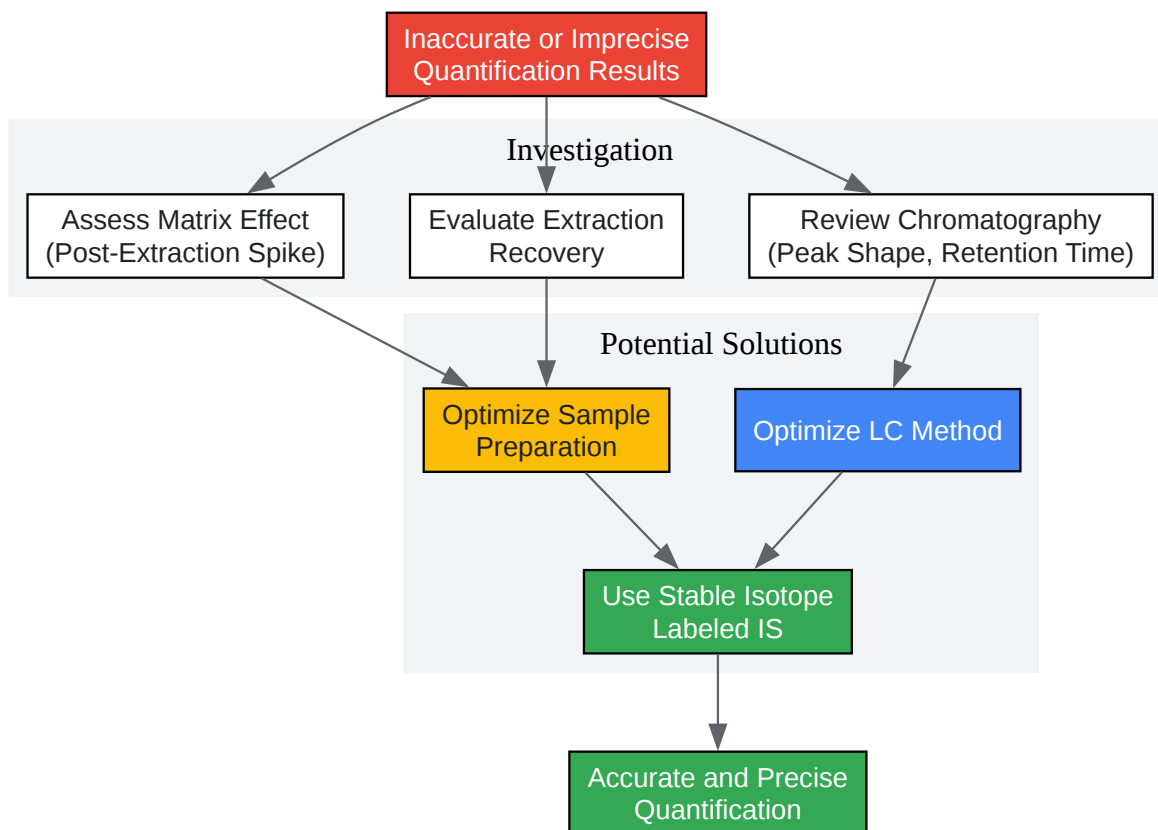 Inaccurate or Imprecise
Quantification Results
Investigation
Assess Matrix Effect
(Post-Extraction Spike)
Evaluate Extraction
Recovery
Review Chromatography
(Peak Shape, Retention Time)
Potential Solutions
Optimize Sample
Preparation
Optimize LC Method
Use Stable Isotope
Labeled IS
Accurate and Precise
Quantification